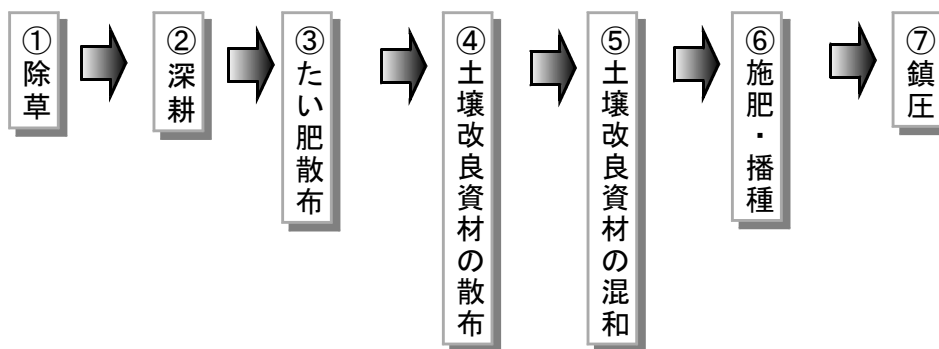 ①除草
②深耕
③たい肥散布
④土壌改良資材の散布
⑤土壌改良資材の混和
⑥施肥・播種
⑦鎮圧